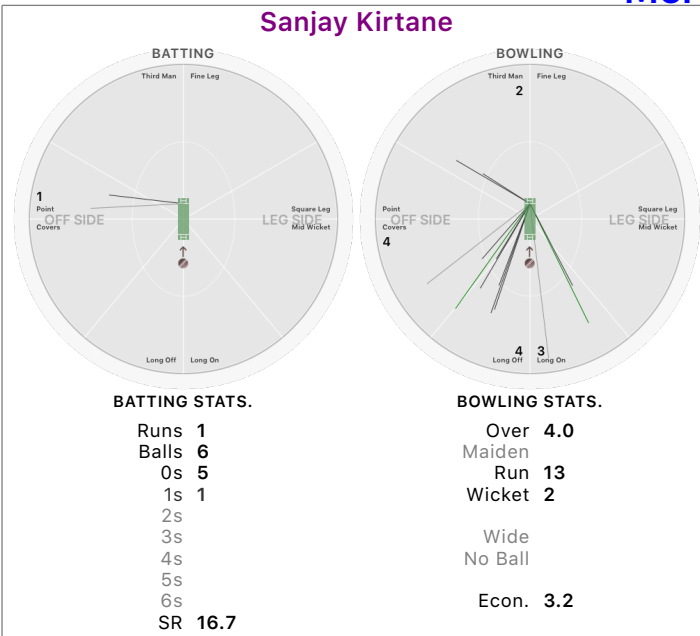 Sanjay Kirtane
BATTING
Third Man Fine Leg
1
Point
OFF SIDE
Covers
Square Leg
LEG SIDE
Mid Wicket
Long Off Long On
BATTING STATS.
Runs 1
Balls 6
0s 5
1s 1
2s
3s
4s
5s
6s
SR 16.7
BOWLING
Third Man Fine Leg
2
Point
OFF SIDE
Covers
4
Square Leg
LEG SIDE
Mid Wicket
4 3
Long Off Long On
BOWLING STATS.
Over 4.0
Maiden
Run 13
Wicket 2
Wide
No Ball
Econ. 3.2